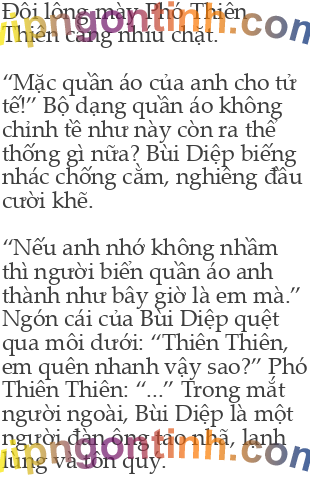 Đôi lông mày Phó Thiên
Thiên càng nhíu chặt.
“Mặc quần áo của anh cho tử
tế!” Bộ dạng quần áo không
chỉnh tề như này còn ra thể
thống gì nữa? Bùi Diệp biếng
nhác chống cằm, nghiêng đầu
cười khẽ.
“Nếu anh nhớ không nhầm
thì người biến quần áo anh
thành như bây giờ là em mà.”
Ngón cái của Bùi Diệp quệt
qua môi dưới: “Thiên Thiên,
em quên nhanh vậy sao?” Phó
Thiên Thiên: “...” Trong mắt
người ngoài, Bùi Diệp là một
người đàn ông tao nhã, lạnh
lùng và tôn quý.
vipngontinh.com
vipngontinh.com